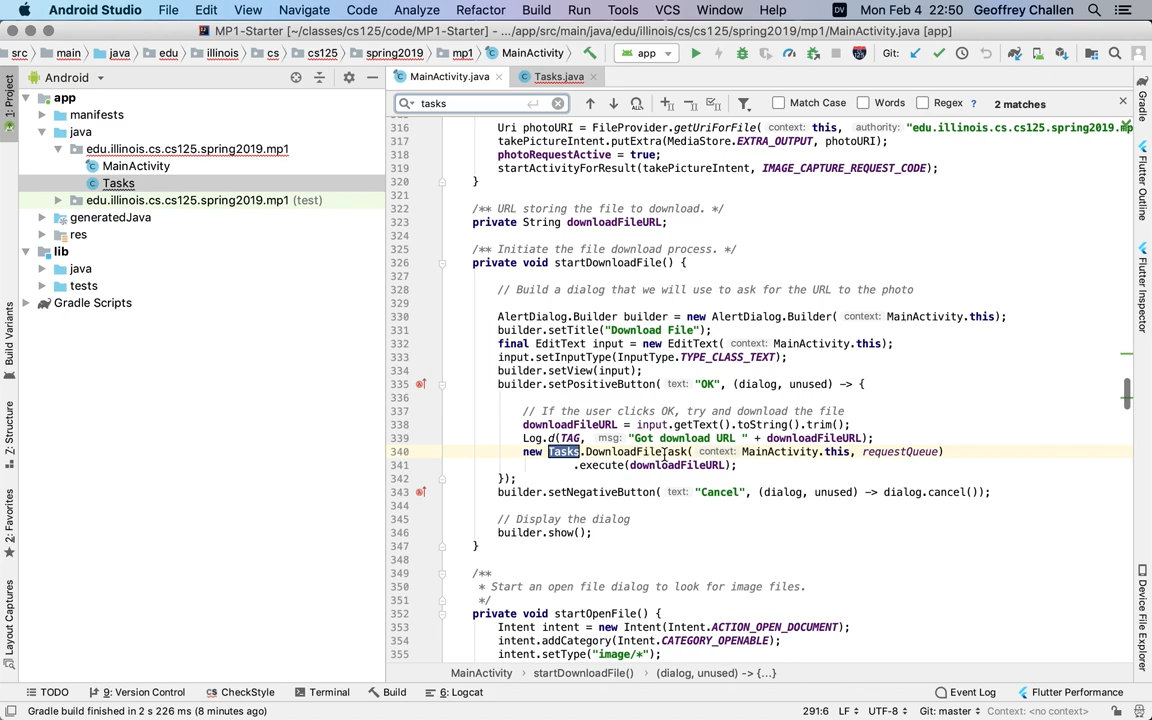 Android Studio File Edit View Navigate Code Analyze Refactor Build Run Tools VCS Window Help DV Mon Feb 4 22:50 Geoffrey Challen
MP1-Starter [~/classes/cs125/code/MP1-Starter] - .../app/src/main/java/edu/illinois/cs/cs125/spring2019/mp1/MainActivity.java [app]
src main java edu illinois cs cs125 spring2019 mp1 MainActivity app Git:
Android
MainActivity.java Tasks.java
tasks Match Case Words Regex ? 2 matches
1: Project
Build Variants
Z: Structure
2: Favorites
Layout Captures
app
manifests
java
edu.illinois.cs.cs125.spring2019.mp1
MainActivity
Tasks
edu.illinois.cs.cs125.spring2019.mp1 (test)
generatedJava
res
lib
java
tests
Gradle Scripts
316 Uri photoURI = FileProvider.getUriForFile( context: this, authority: "edu.illinois.cs.cs125.spring2019.mp
317 takePictureIntent.putExtra(MediaStore.EXTRA_OUTPUT, photoURI);
318 photoRequestActive = true;
319 startActivityForResult(takePictureIntent, IMAGE_CAPTURE_REQUEST_CODE);
320 }
321
322 /** URL storing the file to download. */
323 private String downloadFileURL;
324
325 /** Initiate the file download process. */
326 private void startDownloadFile() {
327
328 // Build a dialog that we will use to ask for the URL to the photo
329
330 AlertDialog.Builder builder = new AlertDialog.Builder( context: MainActivity.this);
331 builder.setTitle("Download File");
332 final EditText input = new EditText( context: MainActivity.this);
333 input.setInputType(InputType.TYPE_CLASS_TEXT);
334 builder.setView(input);
335 builder.setPositiveButton( text: "OK", (dialog, unused) -> {
336
337 // If the user clicks OK, try and download the file
338 downloadFileURL = input.getText().toString().trim();
339 Log.d(TAG, msg: "Got download URL " + downloadFileURL);
340 new Tasks.DownloadFileTask( context: MainActivity.this, requestQueue)
341 .execute(downloadFileURL);
342 });
343 builder.setNegativeButton( text: "Cancel", (dialog, unused) -> dialog.cancel());
344
345 // Display the dialog
346 builder.show();
347 }
348
349 /**
350 * Start an open file dialog to look for image files.
351 */
352 private void startOpenFile() {
353 Intent intent = new Intent(Intent.ACTION_OPEN_DOCUMENT);
354 intent.addCategory(Intent.CATEGORY_OPENABLE);
355 intent.setType("image/*");
Gradle
Flutter Outline
Flutter Inspector
Device File Explorer
MainActivity › startDownloadFile() › (dialog, unused) -> {...}
TODO 9: Version Control CS CheckStyle Terminal Build 6: Logcat Event Log Flutter Performance
Gradle build finished in 2 s 226 ms (8 minutes ago) 291:6 LF UTF-8 Git: master Context: <no context>